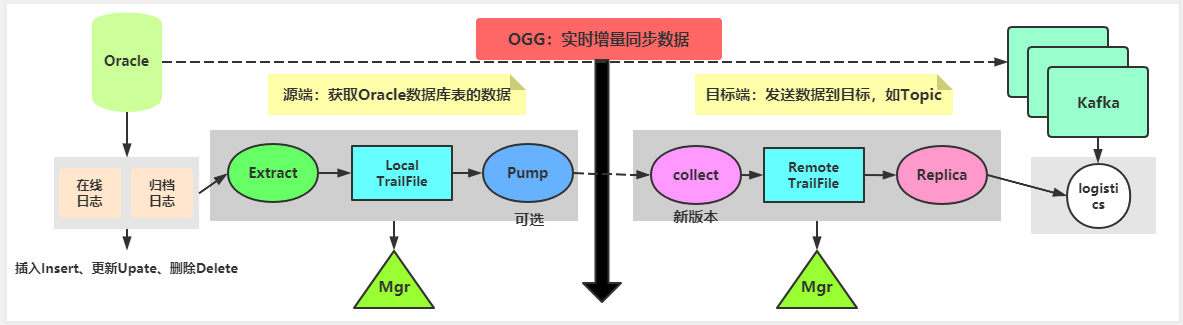 OGG：实时增量同步数据
Oracle
源端：获取Oracle数据库表的数据
目标端：发送数据到目标，如Topic
Kafka
在线
日志
归档
日志
Extract
Local
TrailFile
Pump
可选
collect
新版本
Remote
TrailFile
Replica
logisti
cs
插入Insert、更新Upate、删除Delete
Mgr
Mgr